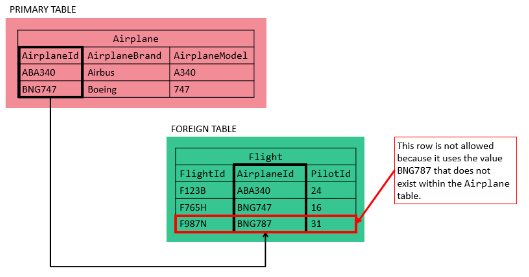 PRIMARY TABLE
Airplane
AirplaneId AirplaneBrand AirplaneModel
ABA340 Airbus A340
BNG747 Boeing 747
FOREIGN TABLE
Flight
FlightId AirplaneId PilotId
F123B ABA340 24
F765H BNG747 16
F987N BNG787 31
This row is not allowed
because it uses the value
BNG787 that does not
exist within the Airplane
table.